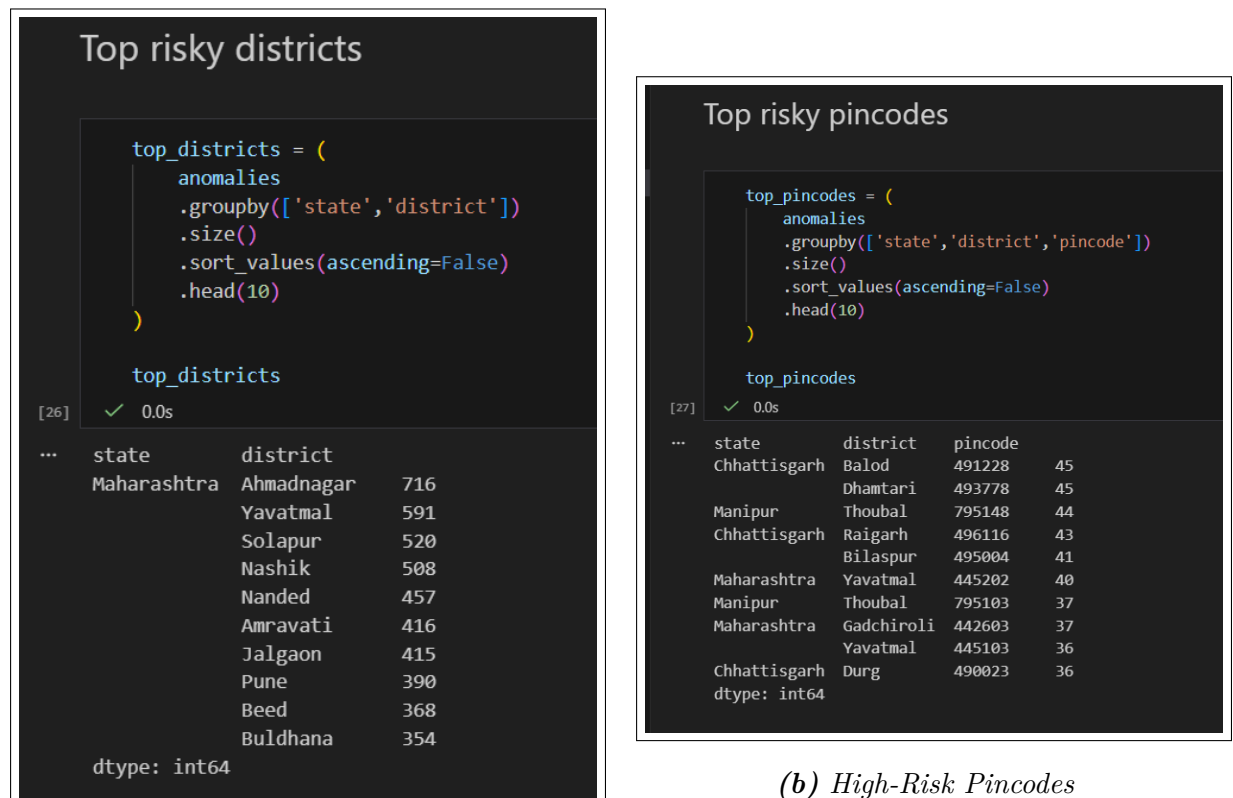 Top risky districts
top_districts = (
    anomalies
    .groupby(['state','district'])
    .size()
    .sort_values(ascending=False)
    .head(10)
)
top_districts
[26] ✓ 0.0s
... state district
Maharashtra Ahmadnagar 716
Yavatmal 591
Solapur 520
Nashik 508
Nanded 457
Amravati 416
Jalgaon 415
Pune 390
Beed 368
Buldhana 354
dtype: int64
Top risky pincodes
top_pincodes = (
    anomalies
    .groupby(['state','district','pincode'])
    .size()
    .sort_values(ascending=False)
    .head(10)
)
top_pincodes
[27] ✓ 0.0s
... state district pincode
Chhattisgarh Balod 491228 45
Dhamtari 493778 45
Manipur Thoubal 795148 44
Chhattisgarh Raigarh 496116 43
Bilaspur 495004 41
Maharashtra Yavatmal 445202 40
Manipur Thoubal 795103 37
Maharashtra Gadchiroli 442603 37
Yavatmal 445103 36
Chhattisgarh Durg 490023 36
dtype: int64
(b) High-Risk Pincodes